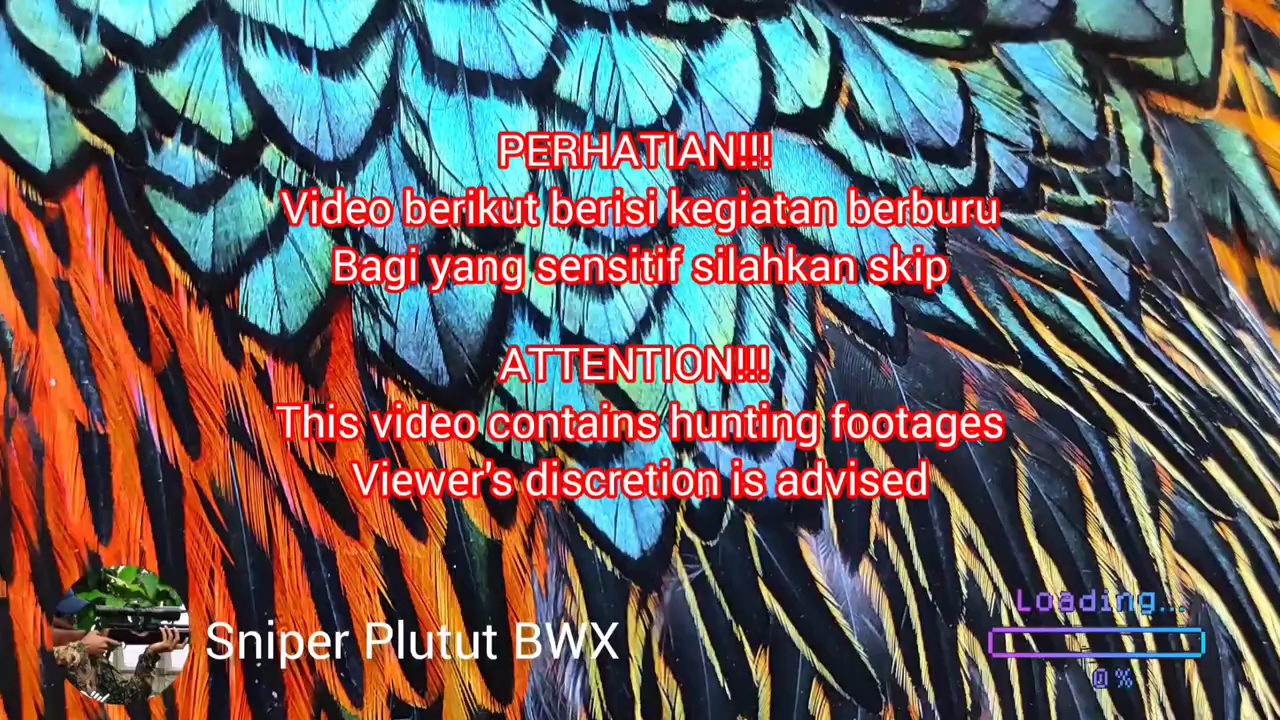 PERHATIAN!!!
Video berikut berisi kegiatan berburu
Bagi yang sensitif silahkan skip
ATTENTION!!!
This video contains hunting footages
Viewer's discretion is advised
Sniper Plutut BWX
Loading...
0%